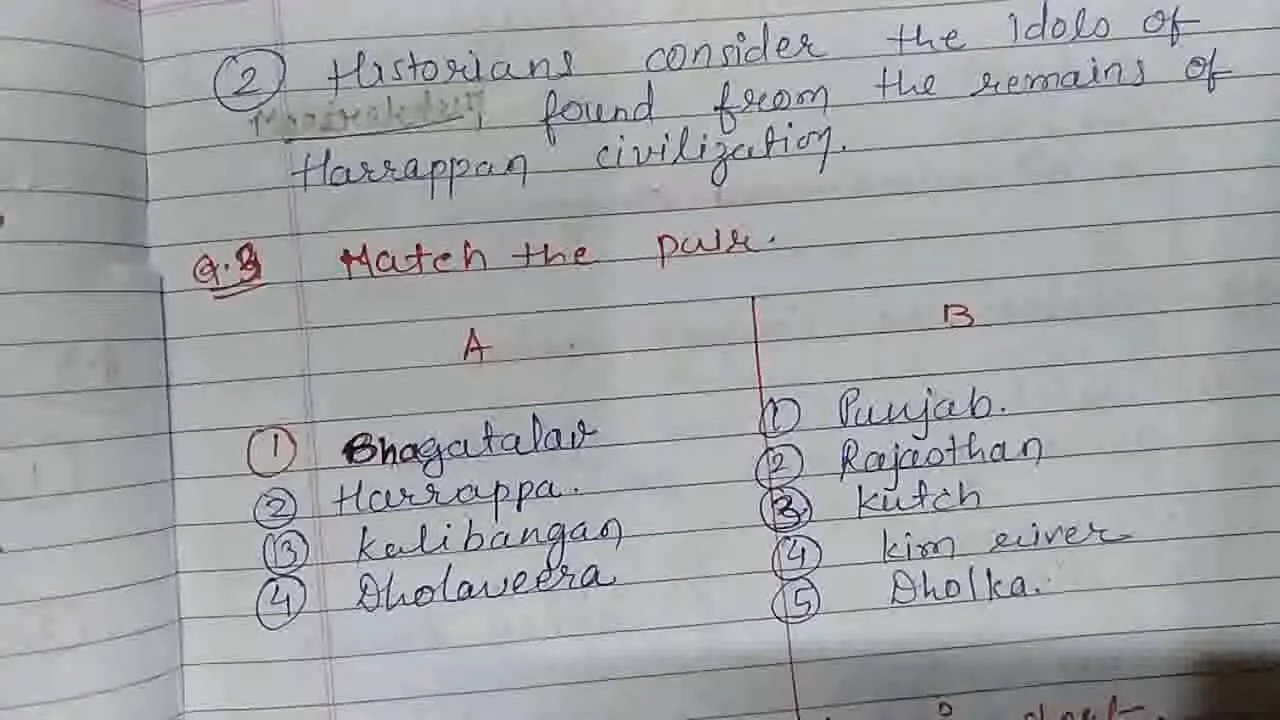 ② Historians consider the idols of
found from the remains of
Harrappan civilization.
Q.3 Match the pair.
A B
① Bhagatalav ① Punjab.
② Harrappa. ② Rajasthan
③ Kalibangan ③ Kutch
④ Dholaveera ④ Kim river
⑤ Dholka.